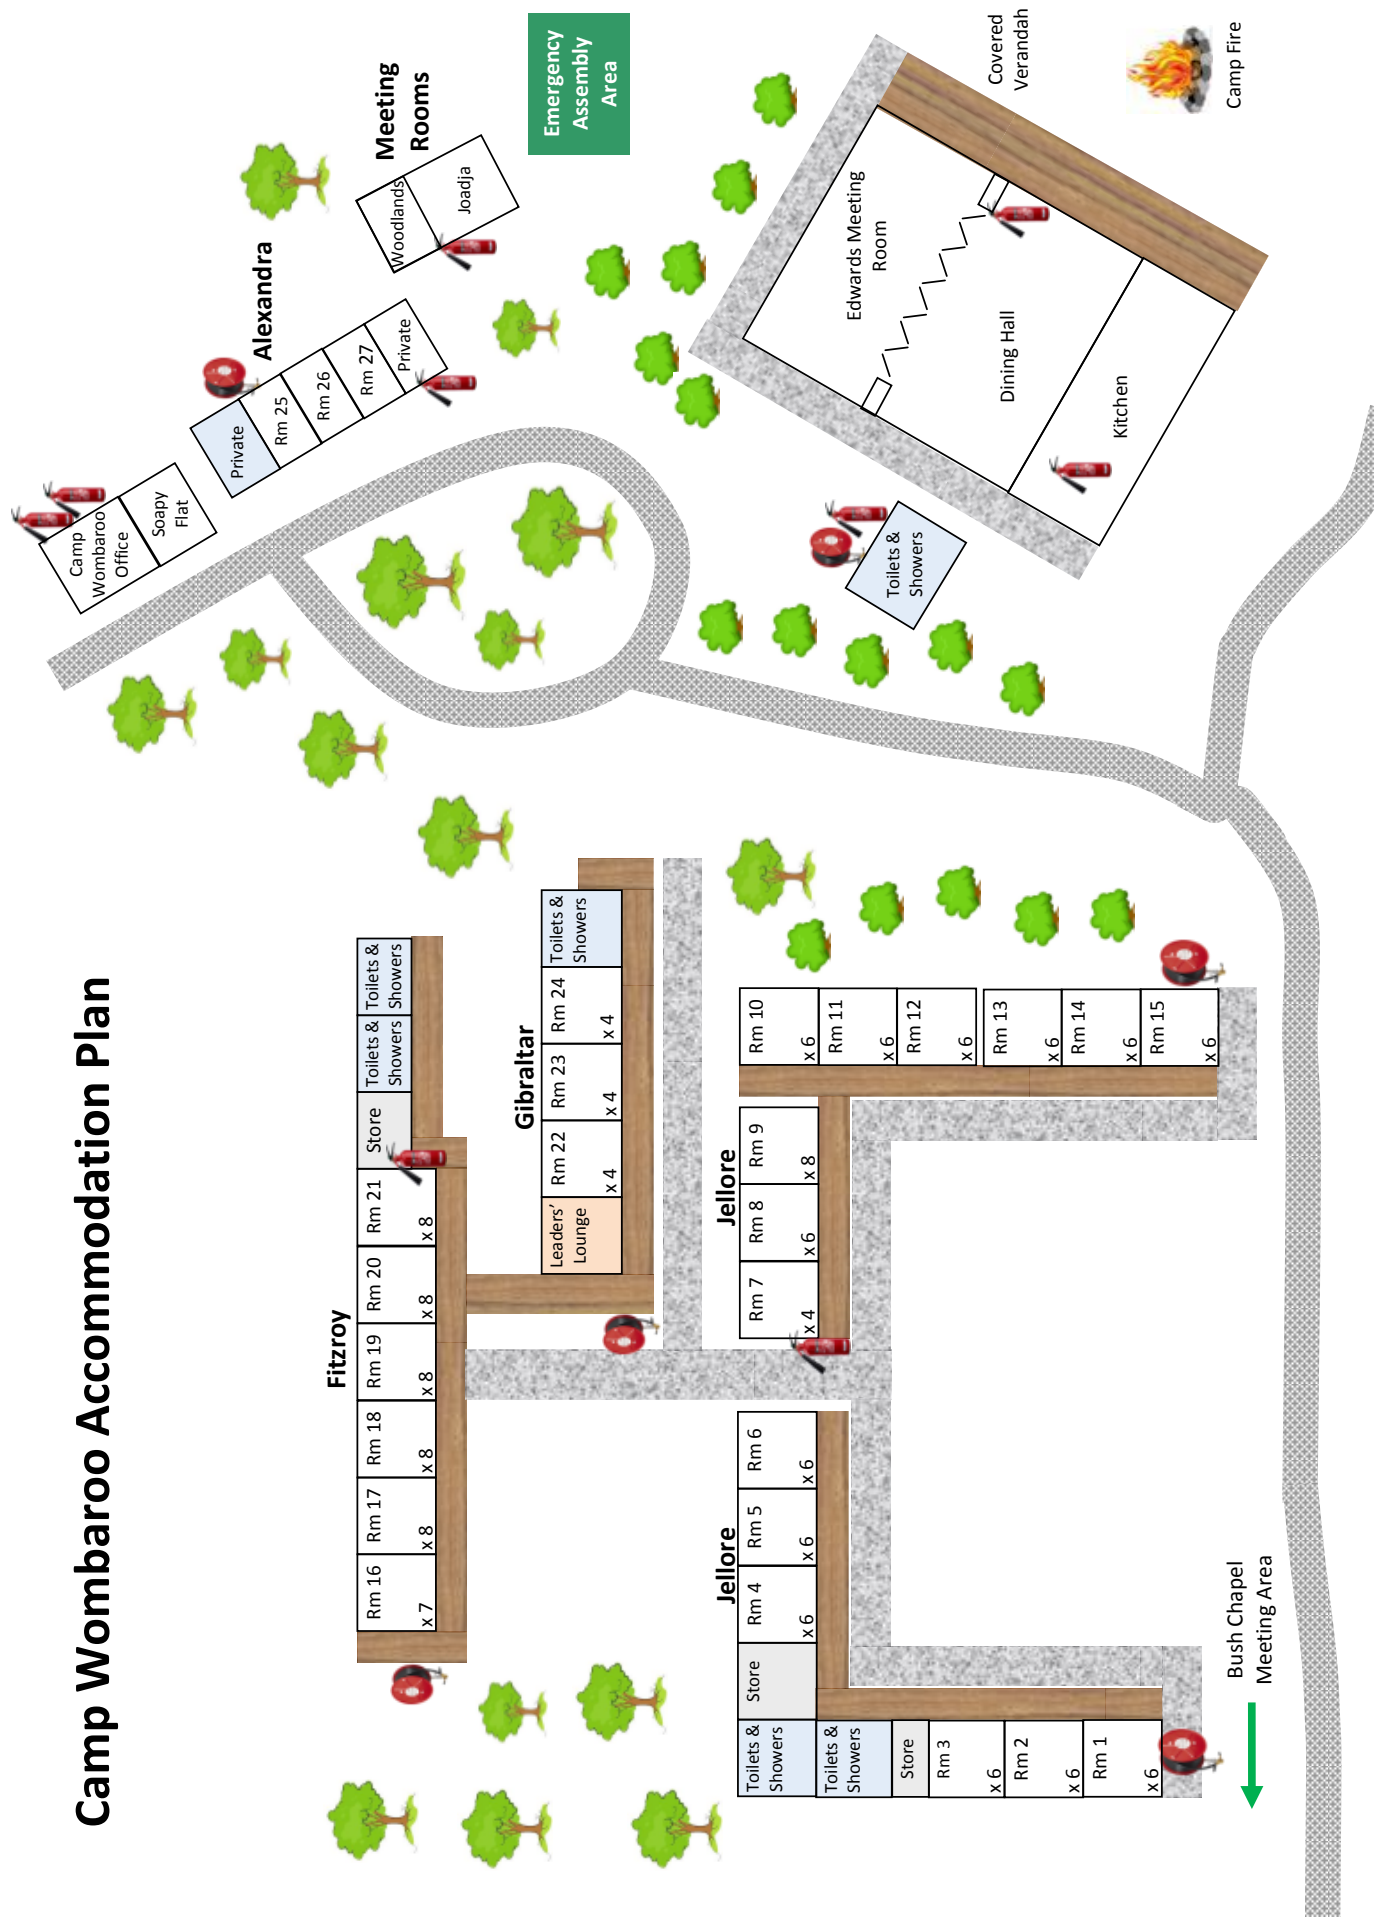 Camp Wombaroo Accommodation Plan
Fitzroy
Rm 16
x 7
Rm 17
x 8
Rm 18
x 8
Rm 19
x 8
Rm 20
x 8
Rm 21
x 8
Store
Toilets &
Showers
Toilets &
Showers
Gibraltar
Leaders’
Lounge
Rm 22
x 4
Rm 23
x 4
Rm 24
x 4
Toilets &
Showers
Jellore
Toilets &
Showers
Store
Rm 4
x 6
Rm 5
x 6
Rm 6
x 6
Toilets &
Showers
Store
Rm 3
x 6
Rm 2
x 6
Rm 1
x 6
Jellore
Rm 7
x 4
Rm 8
x 6
Rm 9
x 8
Rm 10
x 6
Rm 11
x 6
Rm 12
x 6
Rm 13
x 6
Rm 14
x 6
Rm 15
x 6
Bush Chapel
Meeting Area
Camp
Wombaroo
Office
Soapy
Flat
Alexandra
Private
Rm 25
Rm 26
Rm 27
Private
Meeting
Rooms
Woodlands
Joadja
Emergency
Assembly
Area
Toilets &
Showers
Edwards Meeting
Room
Dining Hall
Kitchen
Covered
Verandah
Camp Fire